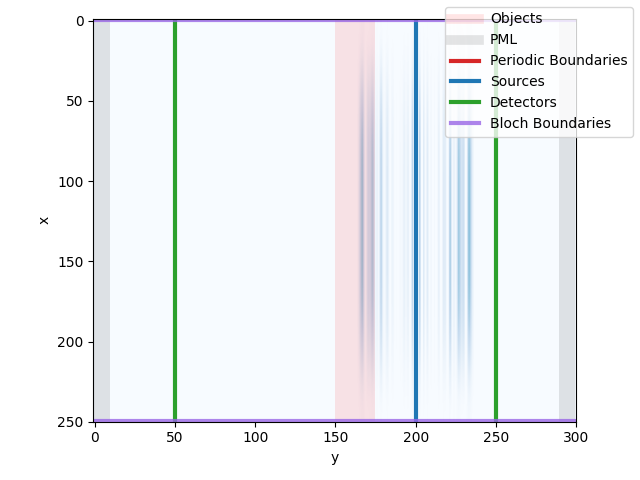 Objects
PML
Periodic Boundaries
Sources
Detectors
Bloch Boundaries
0
50
100
150
200
250
x
0 50 100 150 200 250 300
y